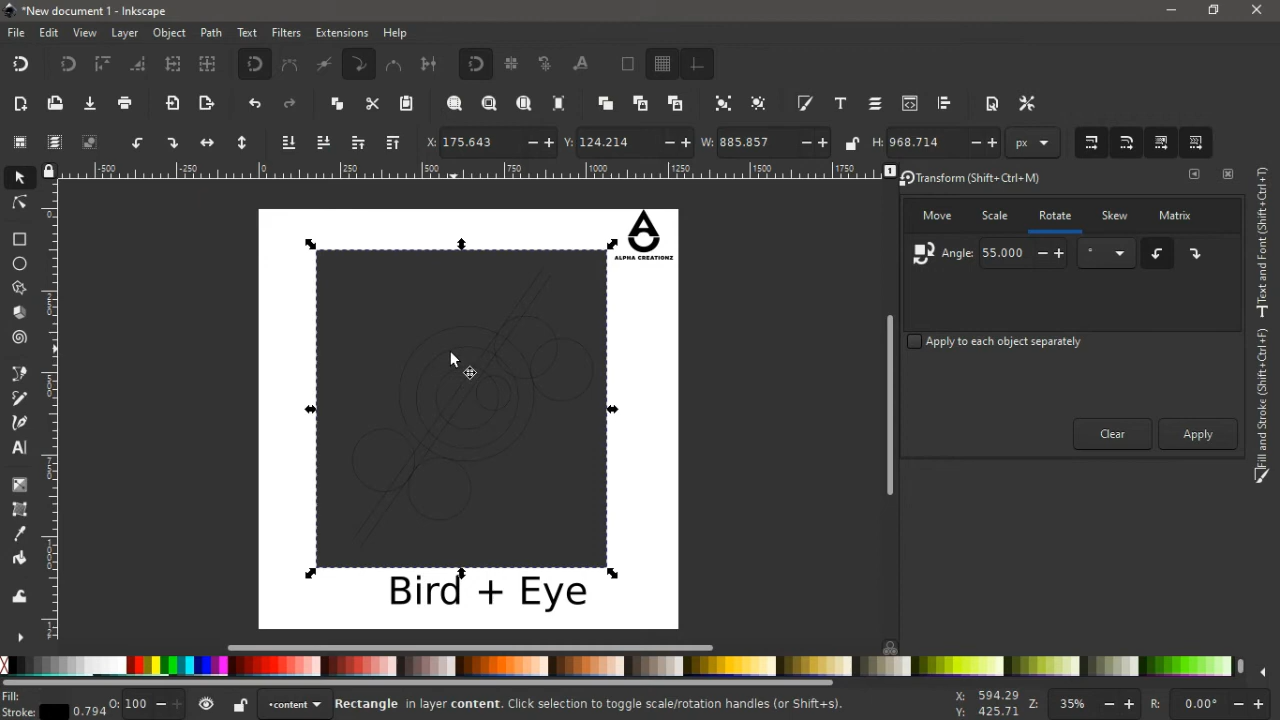 *New document 1 - Inkscape
File Edit View Layer Object Path Text Filters Extensions Help
X: 175.643 Y: 124.214 W: 885.857 H: 968.714 px
-500 -250 0 250 500 750 1000 1250 1500 1750 1
Transform (Shift+Ctrl+M)
Move Scale Rotate Skew Matrix
Angle: 55.000 °
Apply to each object separately
Clear Apply
Text and Font (Shift+Ctrl+T)
Fill and Stroke (Shift+Ctrl+F)
ALPHA CREATIONZ
Bird + Eye
Fill:
Stroke: 0.794 O: 100 •content Rectangle in layer content. Click selection to toggle scale/rotation handles (or Shift+s). X: 594.29 Y: 425.71 Z: 35% R: 0.00°